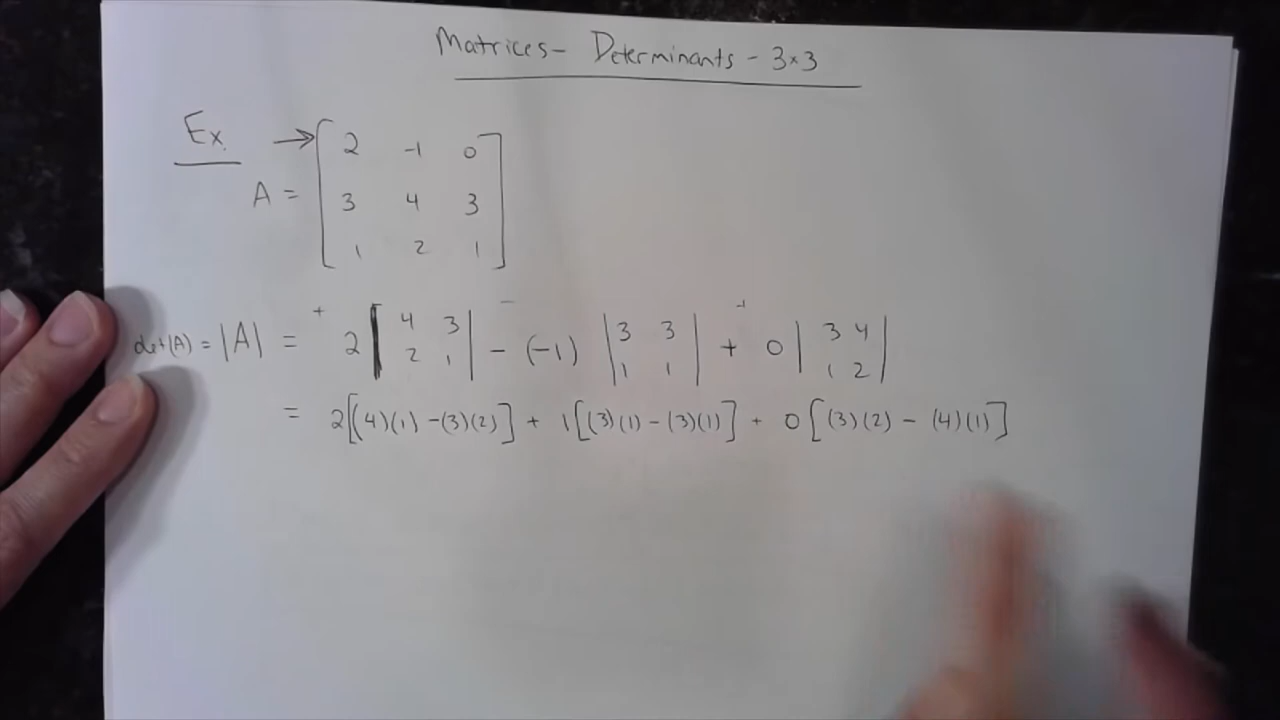 Matrices - Determinants - 3×3
Ex. → [ 2 -1 0 ]
A = [ 3 4 3 ]
[ 1 2 1 ]
+ - +
det(A) = |A| = 2 | 4 3 | - (-1) | 3 3 | + 0 | 3 4 |
| 2 1 | | 1 1 | | 1 2 |
= 2[(4)(1) - (3)(2)] + 1[(3)(1) - (3)(1)] + 0[(3)(2) - (4)(1)]